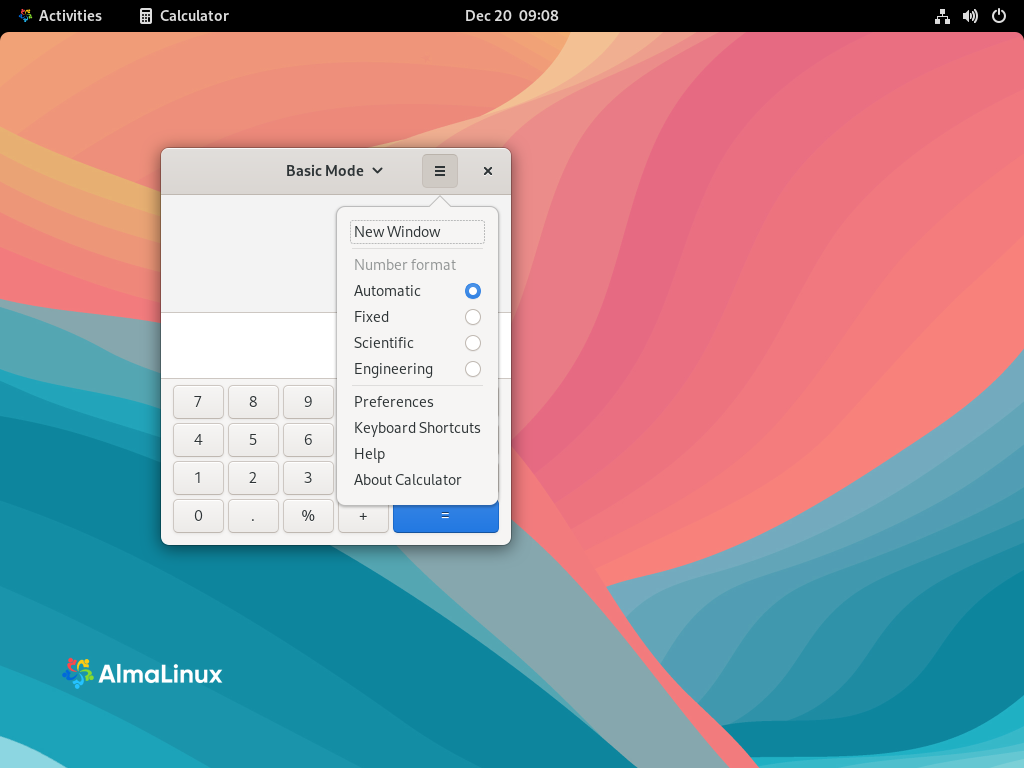 Activities Calculator Dec 20 09:08
Basic Mode
New Window
Number format
Automatic
Fixed
Scientific
Engineering
Preferences
Keyboard Shortcuts
Help
About Calculator
7 8 9
4 5 6
1 2 3
0 . % + =
AlmaLinux